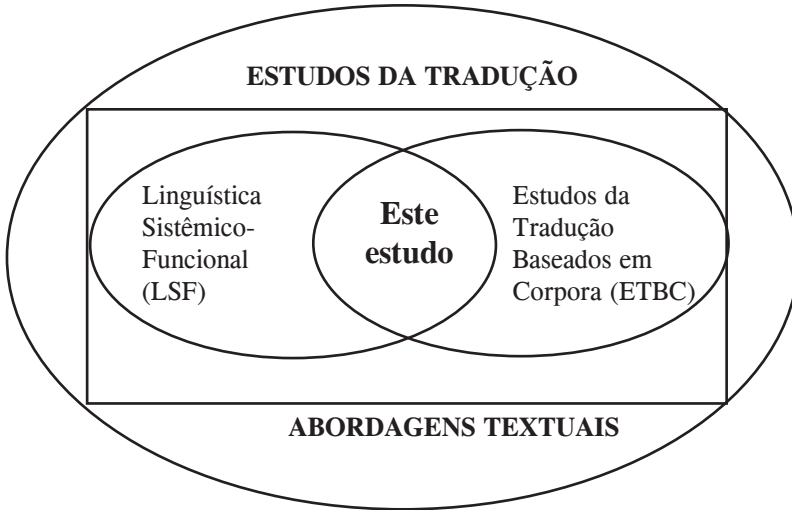 ESTUDOS DA TRADUÇÃO
Linguística
Sistêmico-
Funcional
(LSF)
Este
estudo
Estudos da
Tradução
Baseados em
Corpora (ETBC)
ABORDAGENS TEXTUAIS